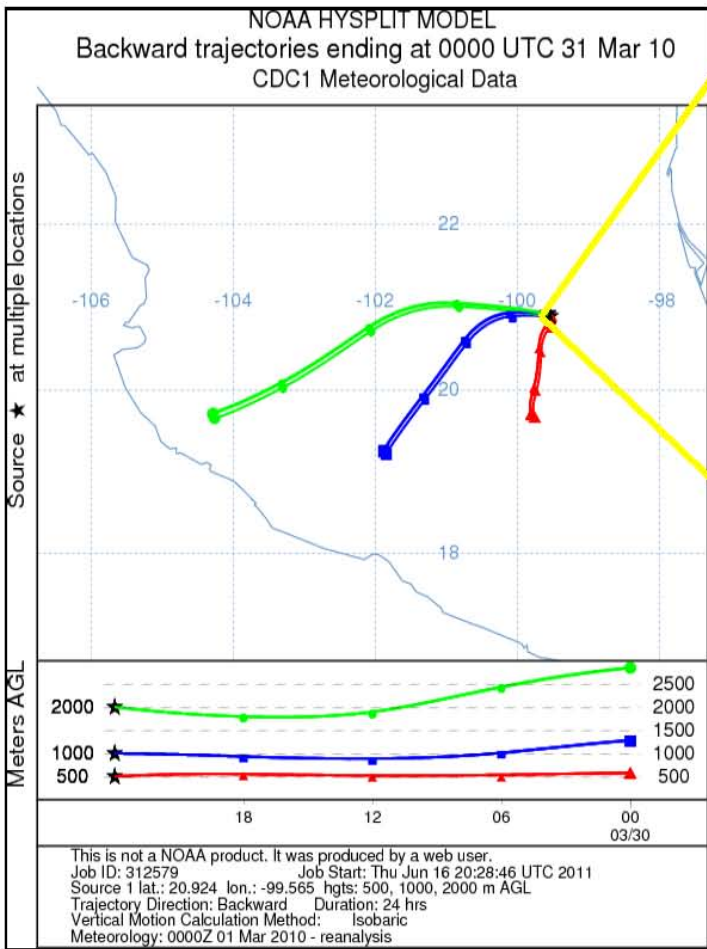 NOAA HYSPLIT MODEL
Backward trajectories ending at 0000 UTC 31 Mar 10
CDC1 Meteorological Data
Source ★ at multiple locations
22
-106 -104 -102 -100 -98
20
18
Meters AGL
2000
1000
500
2500
2000
1500
1000
500
18 12 06 00
03/30
This is not a NOAA product. It was produced by a web user.
Job ID: 312579 Job Start: Thu Jun 16 20:28:46 UTC 2011
Source 1 lat.: 20.924 lon.: -99.565 hgts: 500, 1000, 2000 m AGL
Trajectory Direction: Backward Duration: 24 hrs
Vertical Motion Calculation Method: Isobaric
Meteorology: 0000Z 01 Mar 2010 - reanalysis